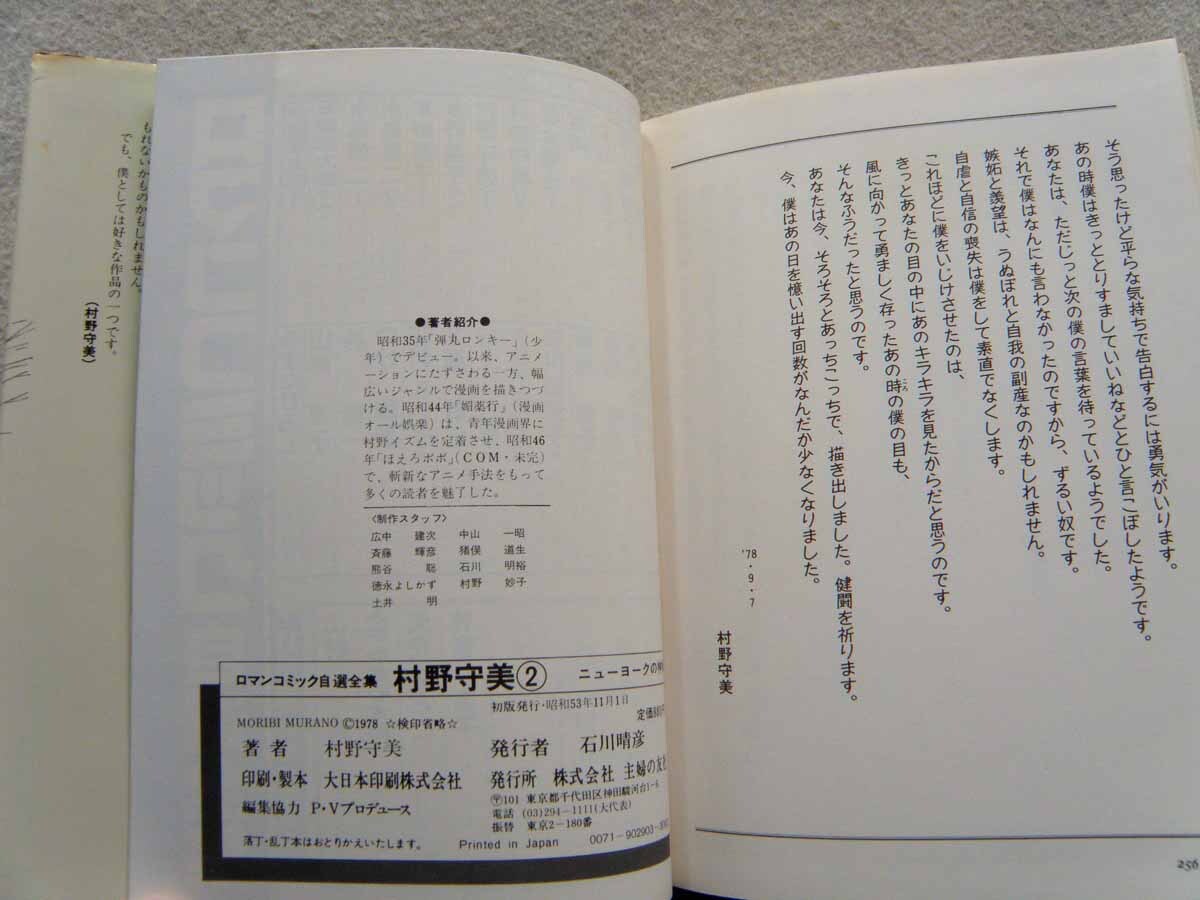 そう思ったけど平らな気持ちで告白するには勇気がいります。
あの時僕はきっととりすましていいねなどとひと言こぼしたようです。
あなたは、ただじっと次の僕の言葉を待っているようでした。
それで僕はなんにも言わなかったのですから、ずるい奴です。
嫉妬と羨望は、うぬぼれと自我の副産なのかもしれません。
自虐と自信の喪失は僕をして素直でなくします。
これほどに僕をいじけさせたのは、
きっとあなたの目の中にあのキラキラを見たからだと思うのです。
風に向かって勇ましく存ったあの時の僕の目も、
ころ
そんなふうだったと思うのです。
あなたは今、そろそろとあっちこっちで、描き出しました。健闘を祈ります。
今、僕はあの日を憶い出す回数がなんだか少なくなりました。
'78・9・7
村野守美
256
●著者紹介●
昭和35年「弾丸ロンキー」(少
年)でデビュー。以来、アニメ
ーションにたずさわる一方、幅
広いジャンルで漫画を描きつづ
ける。昭和44年「媚薬行」(漫画
オール娯楽)は、青年漫画界に
村野イズムを定着させ、昭和46
年「ほえろボボ」(COM・未完)
で、斬新なアニメ手法をもって
多くの読者を魅了した。
〈制作スタッフ〉
広中 建次 中山 一昭
斉藤 輝彦 猪俣 道生
熊谷 聡 石川 明裕
徳永よしかず 村野 妙子
土井 明
ロマンコミック自選全集 村野守美② ニューヨークの
初版発行・昭和53年11月1日
MORIBI MURANO ©1978 ☆検印省略☆ 定価
著者 村野守美 発行者 石川晴彦
印刷・製本 大日本印刷株式会社 発行所 株式会社 主婦の友
編集協力 P・Vプロデュース
〒101 東京都千代田区神田駿河台1-6
電話 (03)294-1111(大代表)
振替 東京2-180番
落丁・乱丁本はおとりかえいたします。 Printed in Japan 0071-902903-
もれないかものかもしれません。
でも、僕としては好きな作品の一つです。
(村野守美)